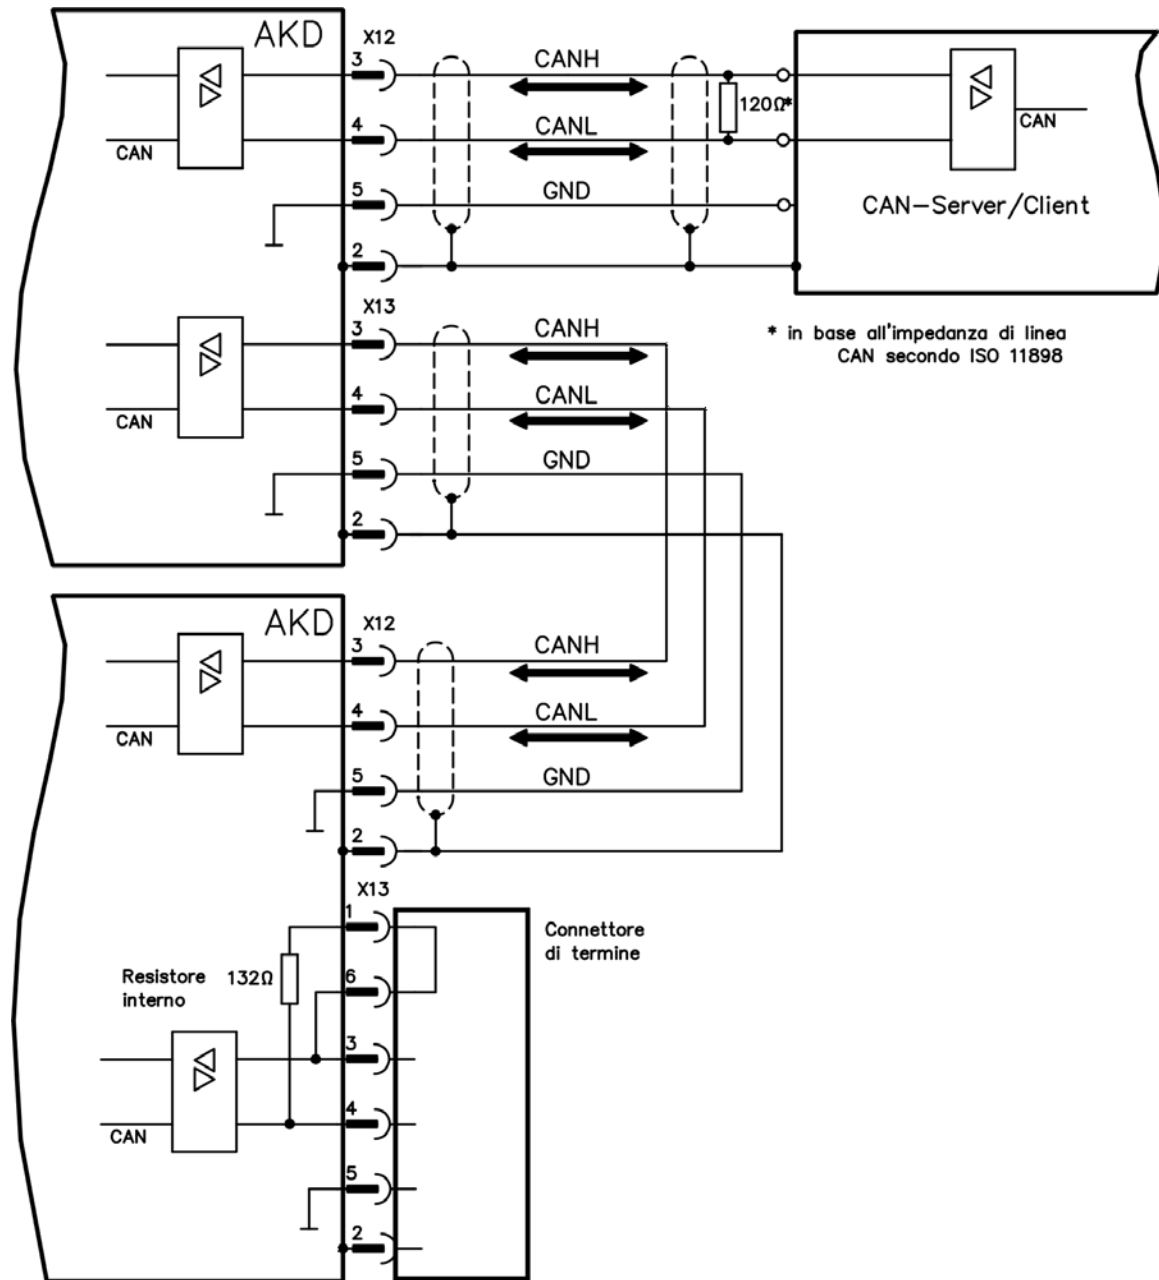 AKD
X12
3
CANH
120Ω*
4
CANL
CAN
CAN
5
GND
CAN-Server/Client
2
X13
3
CANH
* in base all'impedanza di linea
CAN secondo ISO 11898
4
CANL
CAN
5
GND
2
AKD
X12
3
CANH
4
CANL
CAN
5
GND
2
X13
1
Connettore
di termine
Resistore
interno
132Ω
6
3
4
CAN
5
2